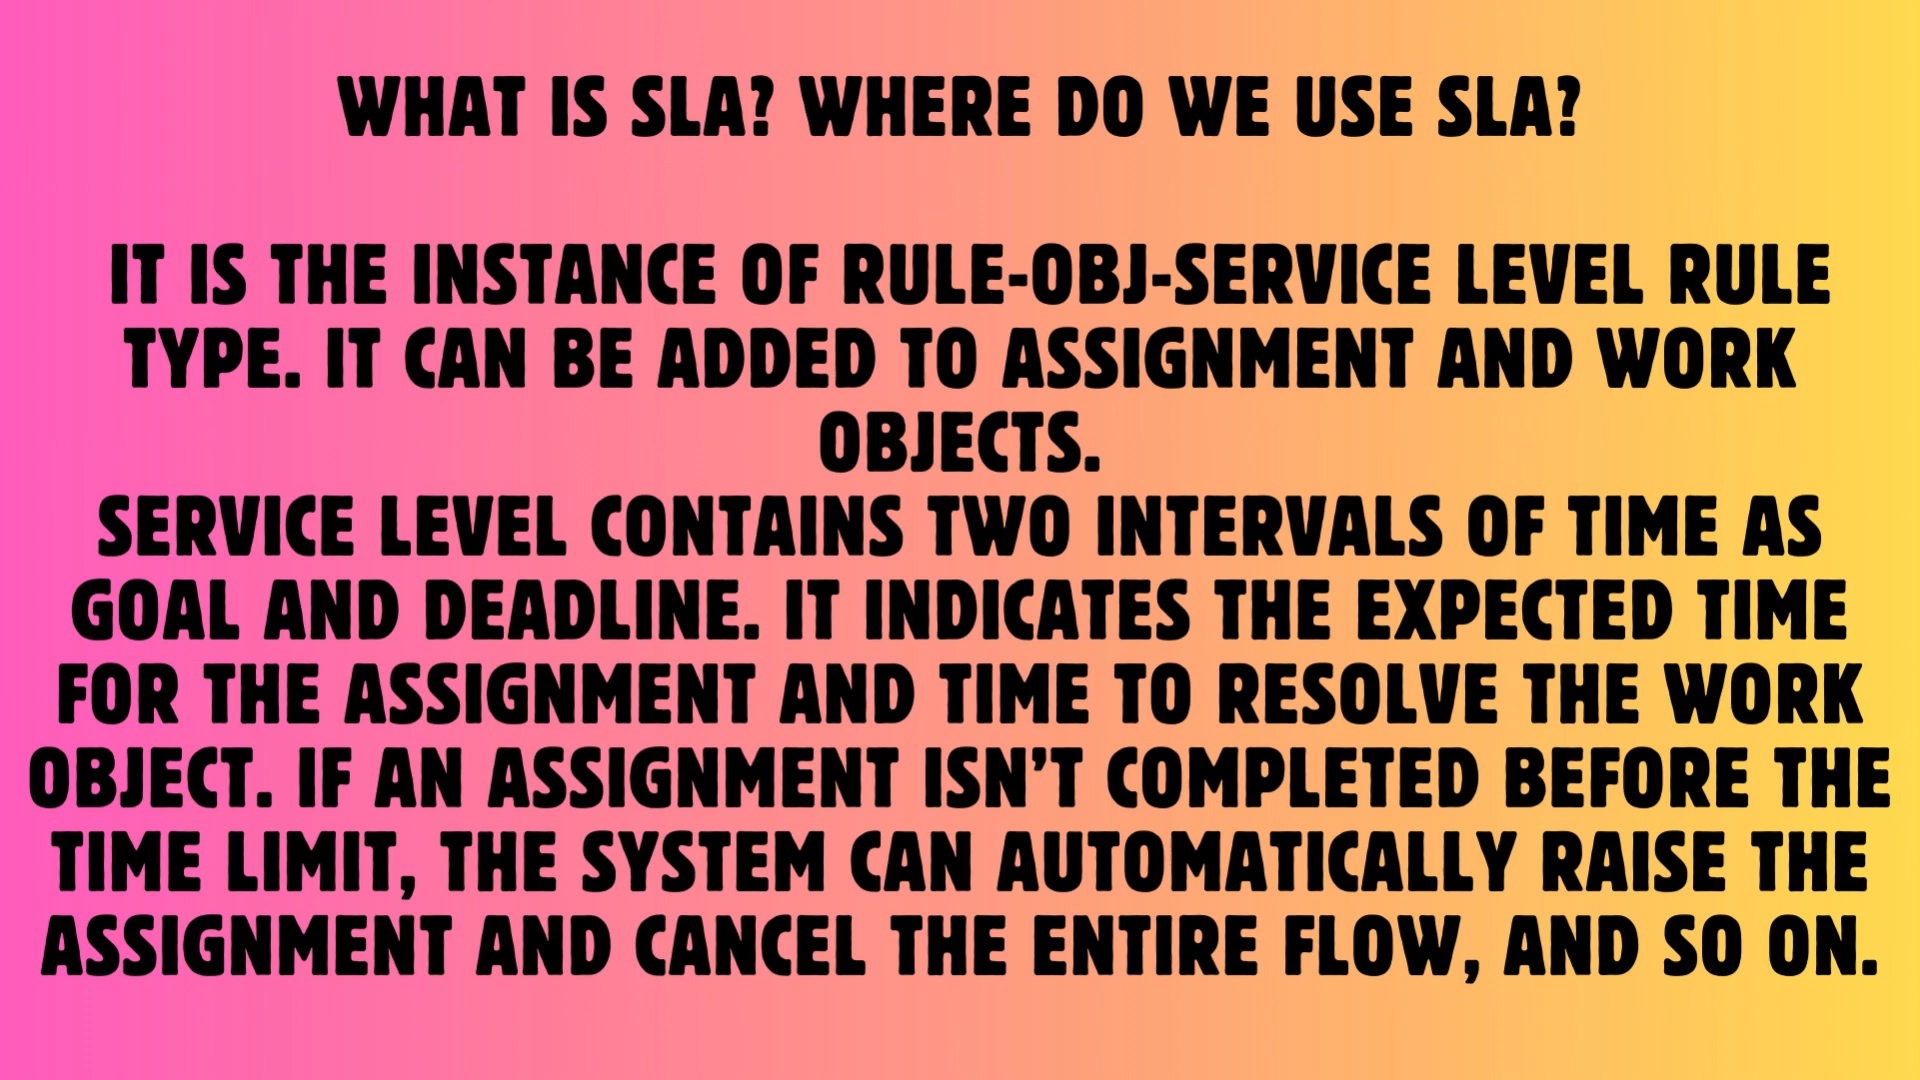 WHAT IS SLA? WHERE DO WE USE SLA?
IT IS THE INSTANCE OF RULE-OBJ-SERVICE LEVEL RULE
TYPE. IT CAN BE ADDED TO ASSIGNMENT AND WORK
OBJECTS.
SERVICE LEVEL CONTAINS TWO INTERVALS OF TIME AS
GOAL AND DEADLINE. IT INDICATES THE EXPECTED TIME
FOR THE ASSIGNMENT AND TIME TO RESOLVE THE WORK
OBJECT. IF AN ASSIGNMENT ISN'T COMPLETED BEFORE THE
TIME LIMIT, THE SYSTEM CAN AUTOMATICALLY RAISE THE
ASSIGNMENT AND CANCEL THE ENTIRE FLOW, AND SO ON.